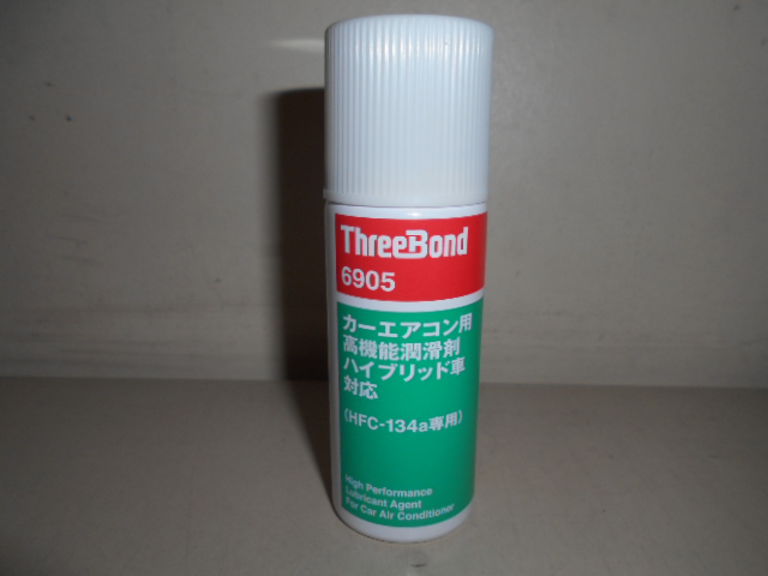 ThreeBond
6905
カーエアコン用
高機能潤滑剤
ハイブリッド車
対応
(HFC-134a専用)
High Performance
Lubricant Agent
For Car Air Conditioner